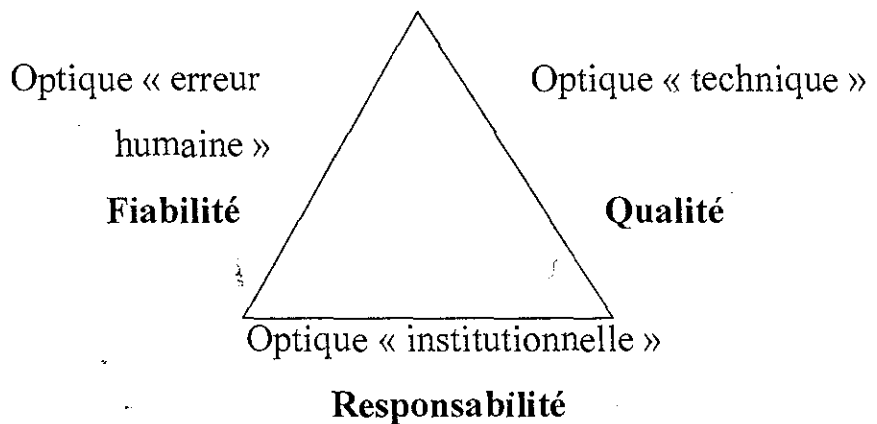 Optique « erreur
humaine »
Fiabilité
Optique « technique »
Qualité
Optique « institutionnelle »
Responsabilité